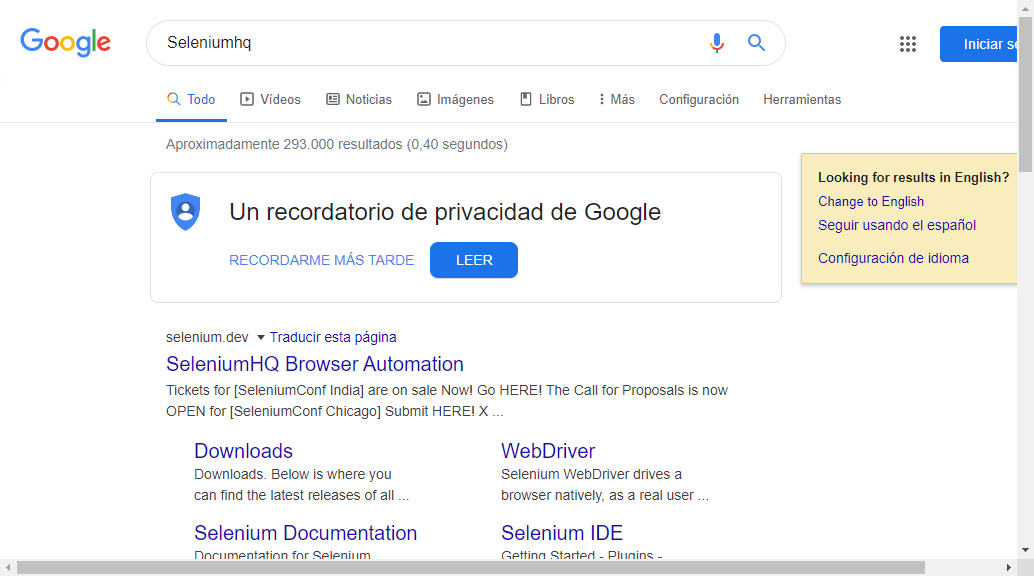 Google
Seleniumhq
Iniciar se
Todo
Vídeos
Noticias
Imágenes
Libros
Más
Configuración
Herramientas
Aproximadamente 293.000 resultados (0,40 segundos)
Un recordatorio de privacidad de Google
RECORDARME MÁS TARDE
LEER
Looking for results in English?
Change to English
Seguir usando el español
Configuración de idioma
selenium.dev
Traducir esta página
SeleniumHQ Browser Automation
Tickets for [SeleniumConf India] are on sale Now! Go HERE! The Call for Proposals is now
OPEN for [SeleniumConf Chicago] Submit HERE! X ...
Downloads
Downloads. Below is where you
can find the latest releases of all ...
WebDriver
Selenium WebDriver drives a
browser natively, as a real user ...
Selenium Documentation
Documentation for Selenium
Selenium IDE
Getting Started - Plugins -